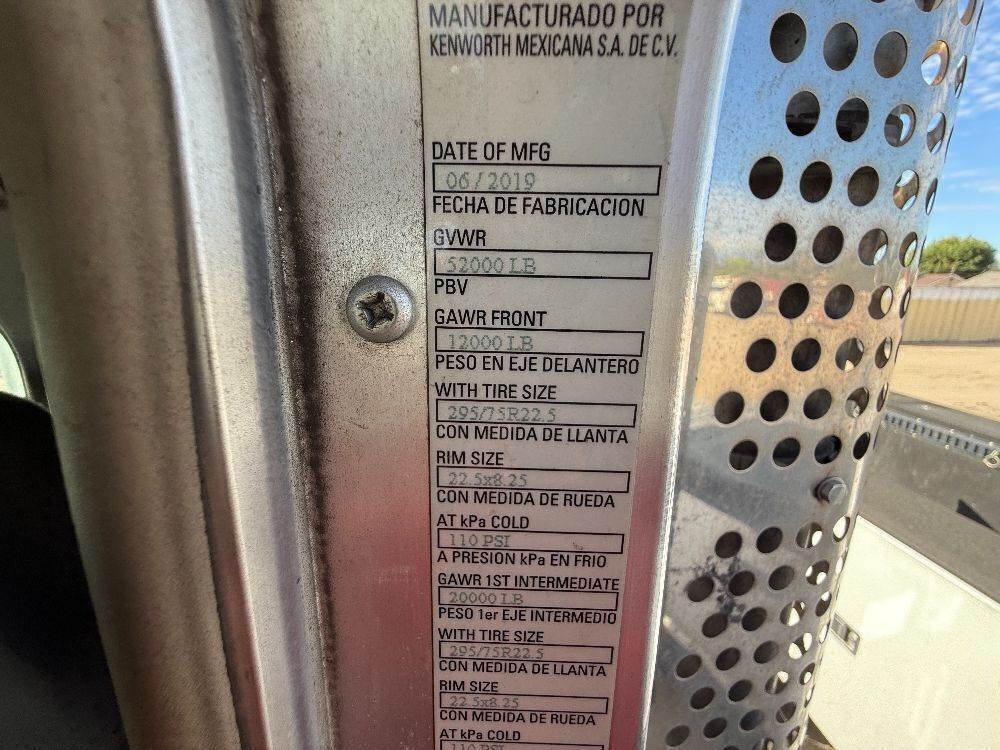 MANUFACTURADO POR
KENWORTH MEXICANA S.A. DE C.V.
DATE OF MFG
06/2019
FECHA DE FABRICACION
GVWR
52000 LB
PBV
GAWR FRONT
12000 LB
PESO EN EJE DELANTERO
WITH TIRE SIZE
295/75R22.5
CON MEDIDA DE LLANTA
RIM SIZE
22.5x8.25
CON MEDIDA DE RUEDA
AT kPa COLD
110 PSI
A PRESION kPa EN FRIO
GAWR 1ST INTERMEDIATE
20000 LB
PESO 1er EJE INTERMEDIO
WITH TIRE SIZE
295/75R22.5
CON MEDIDA DE LLANTA
RIM SIZE
22.5x8.25
CON MEDIDA DE RUEDA
AT kPa COLD
110 PSI